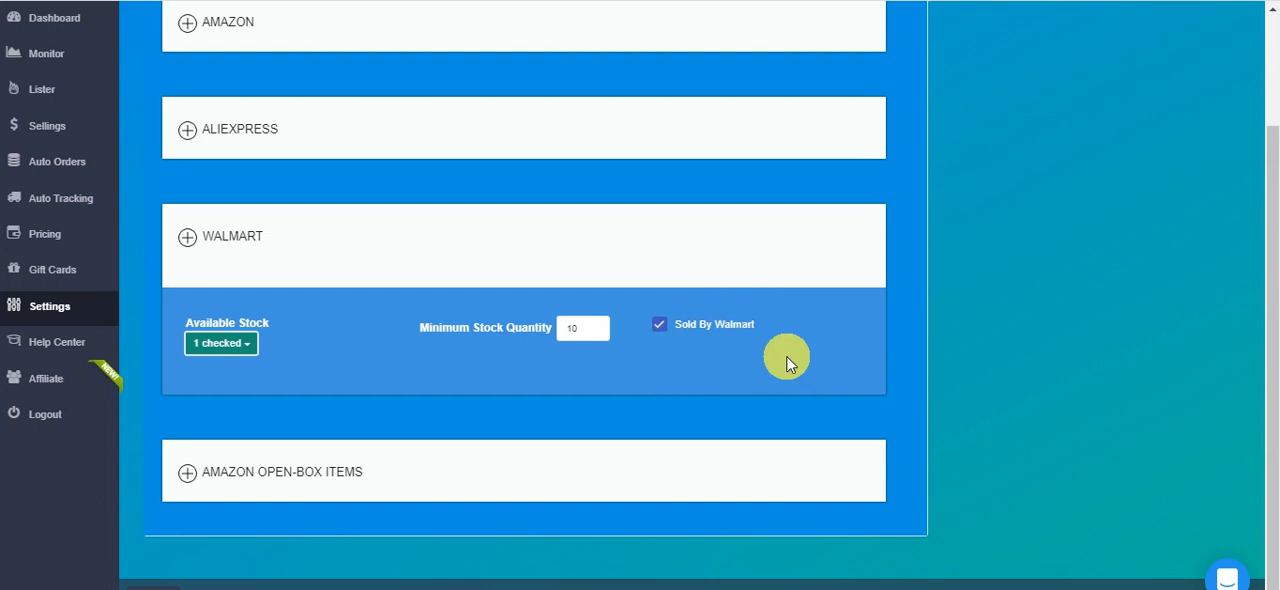 Dashboard
Monitor
Lister
Sellings
Auto Orders
Auto Tracking
Pricing
Gift Cards
Settings
Help Center
Affiliate
NEW!
Logout
AMAZON
ALIEXPRESS
WALMART
Available Stock
1 checked
Minimum Stock Quantity 10
Sold By Walmart
AMAZON OPEN-BOX ITEMS